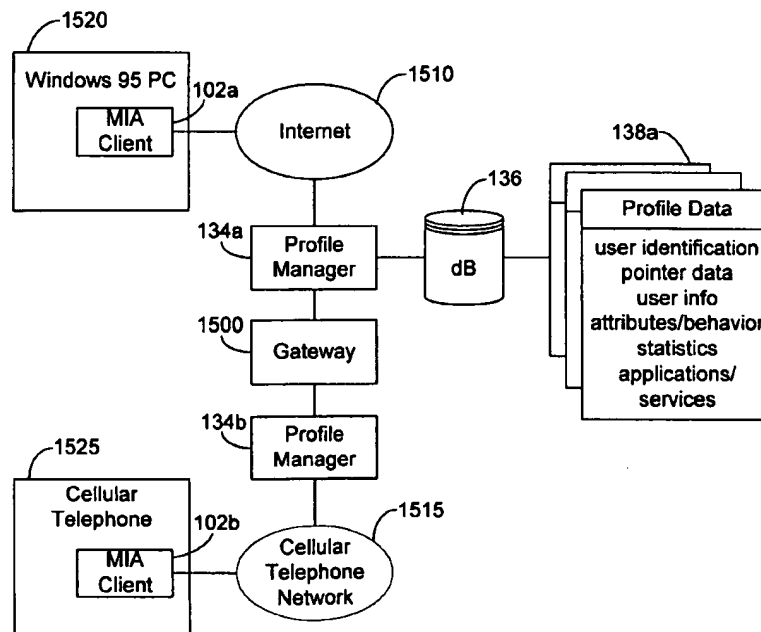 1520
Windows 95 PC
102a
MIA
Client
1510
Internet
138a
136
dB
Profile Data
user identification
pointer data
user info
attributes/behavior
statistics
applications/
services
134a
Profile
Manager
1500
Gateway
134b
Profile
Manager
1525
Cellular
Telephone
102b
MIA
Client
1515
Cellular
Telephone
Network